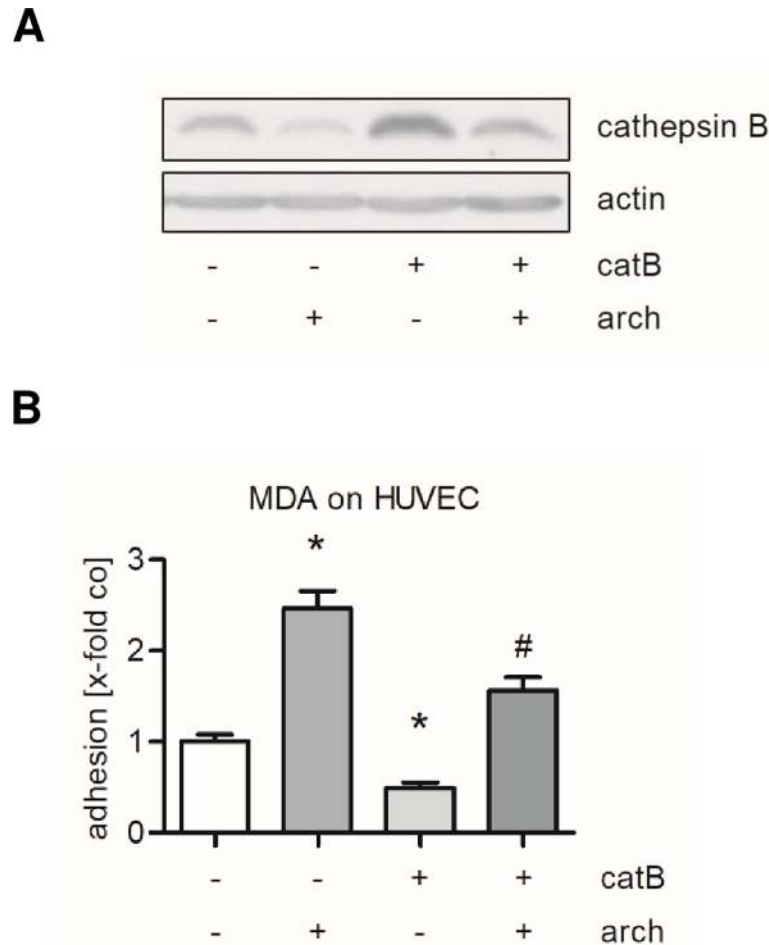 A
cathepsin B
actin
- - + + catB
- + - + arch
B
MDA on HUVEC
adhesion [x-fold co]
3
2
1
0
*
*
#
- - + + catB
- + - + arch